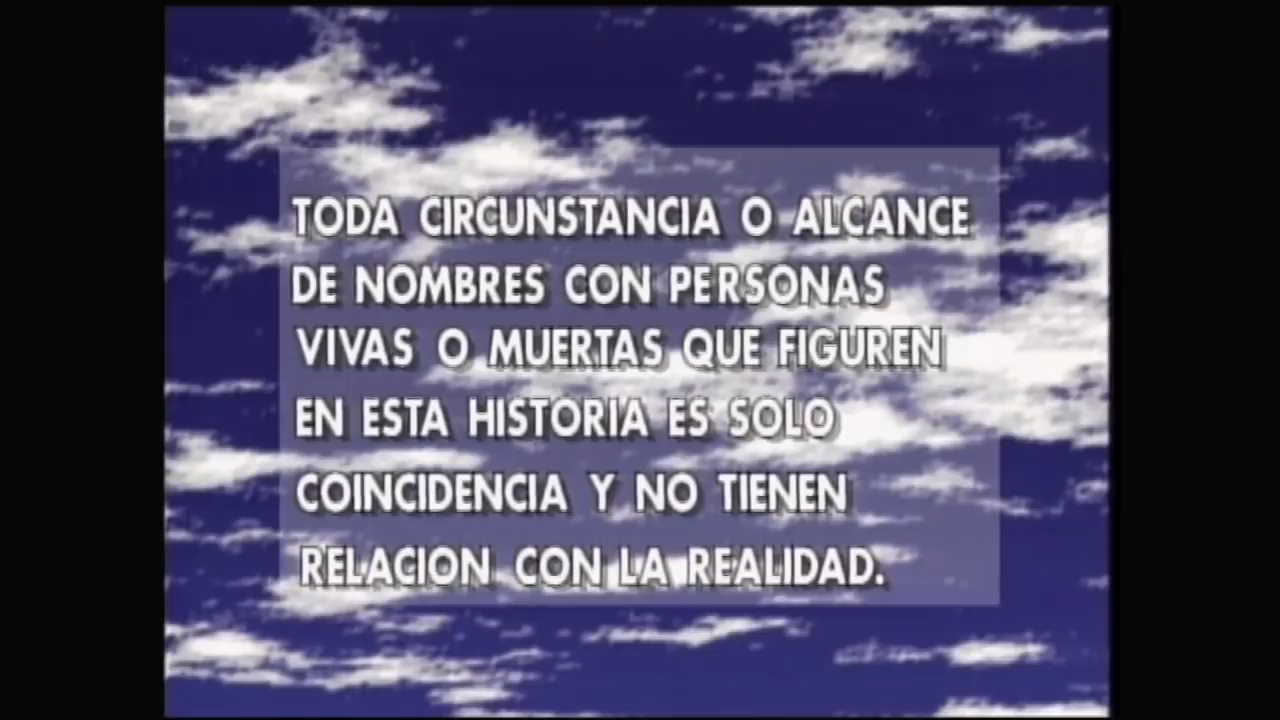 TODA CIRCUNSTANCIA O ALCANCE
DE NOMBRES CON PERSONAS
VIVAS O MUERTAS QUE FIGUREN
EN ESTA HISTORIA ES SOLO
COINCIDENCIA Y NO TIENEN
RELACION CON LA REALIDAD.